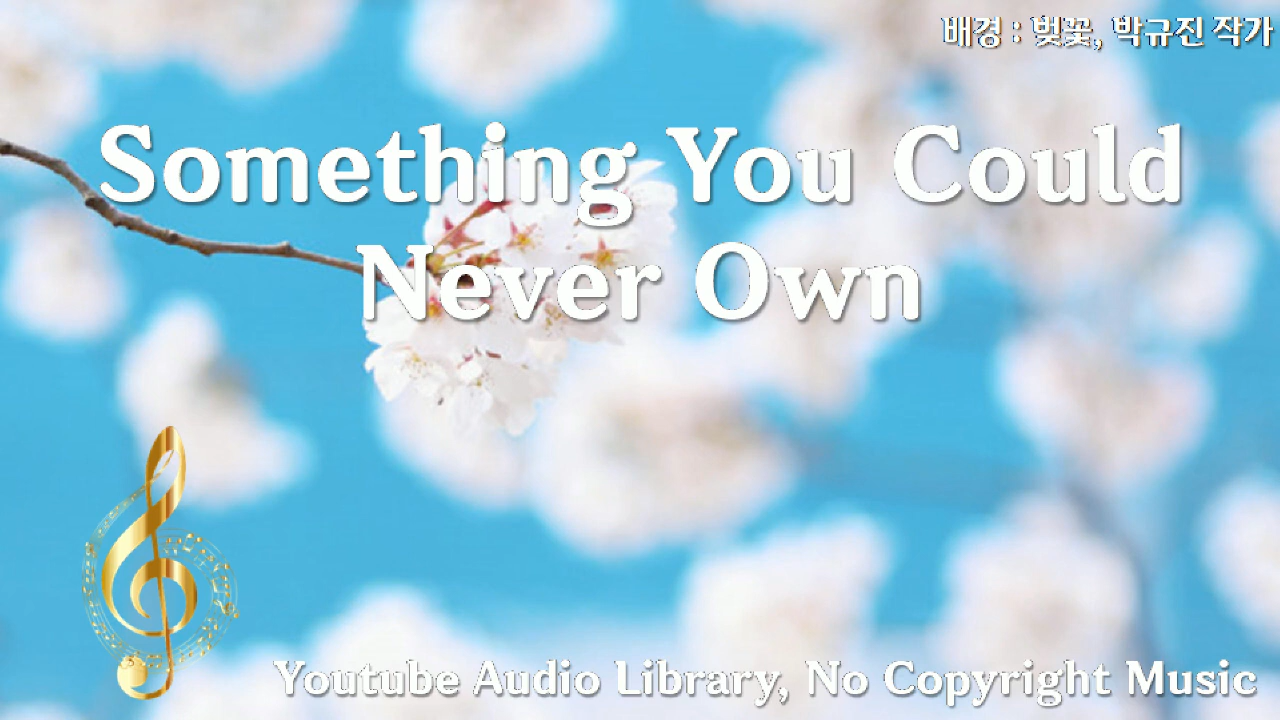 배경 : 벚꽃, 박규진 작가
Something You Could
Never Own
Youtube Audio Library, No Copyright Music